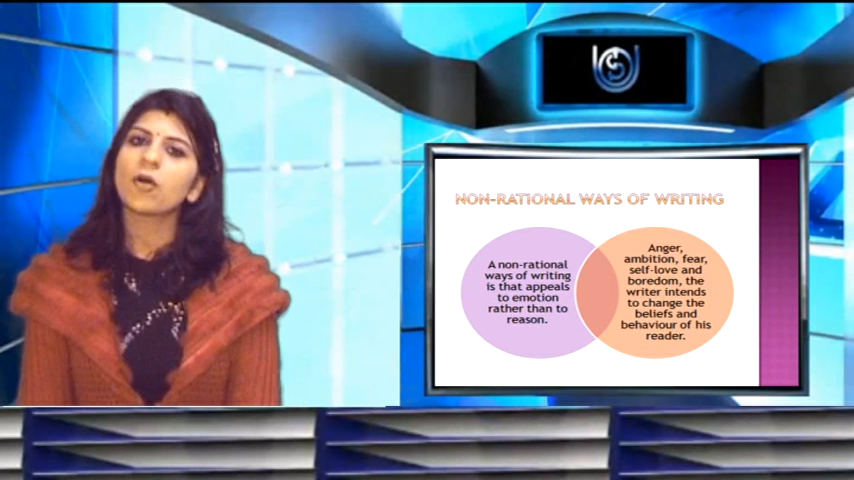 NON-RATIONAL WAYS OF WRITING
A non-rational
ways of writing
is that appeals
to emotion
rather than to
reason.
Anger,
ambition, fear,
self-love and
boredom, the
writer intends
to change the
beliefs and
behaviour of his
reader.